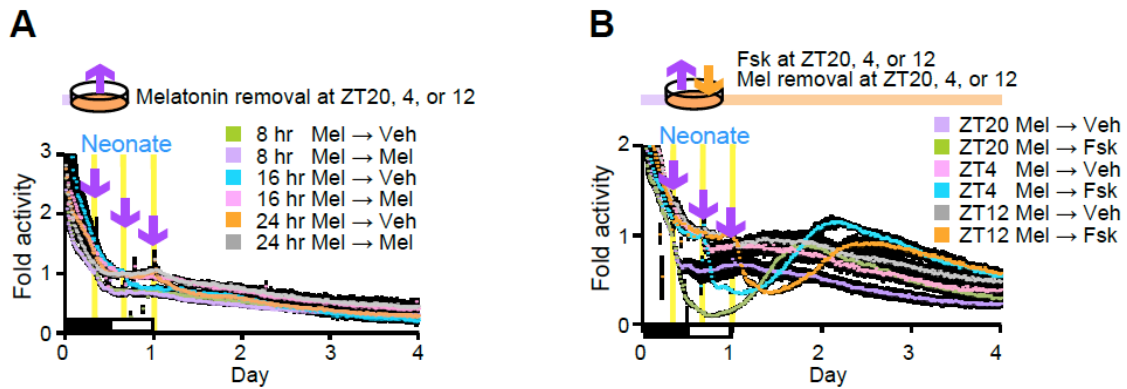 A
Melatonin removal at ZT20, 4, or 12
Neonate
8 hr Mel → Veh
8 hr Mel → Mel
16 hr Mel → Veh
16 hr Mel → Mel
24 hr Mel → Veh
24 hr Mel → Mel
Fold activity
3
2
1
0
0 1 2 3 4
Day
B
Fsk at ZT20, 4, or 12
Mel removal at ZT20, 4, or 12
Neonate
ZT20 Mel → Veh
ZT20 Mel → Fsk
ZT4 Mel → Veh
ZT4 Mel → Fsk
ZT12 Mel → Veh
ZT12 Mel → Fsk
Fold activity
2
1
0
0 1 2 3 4
Day